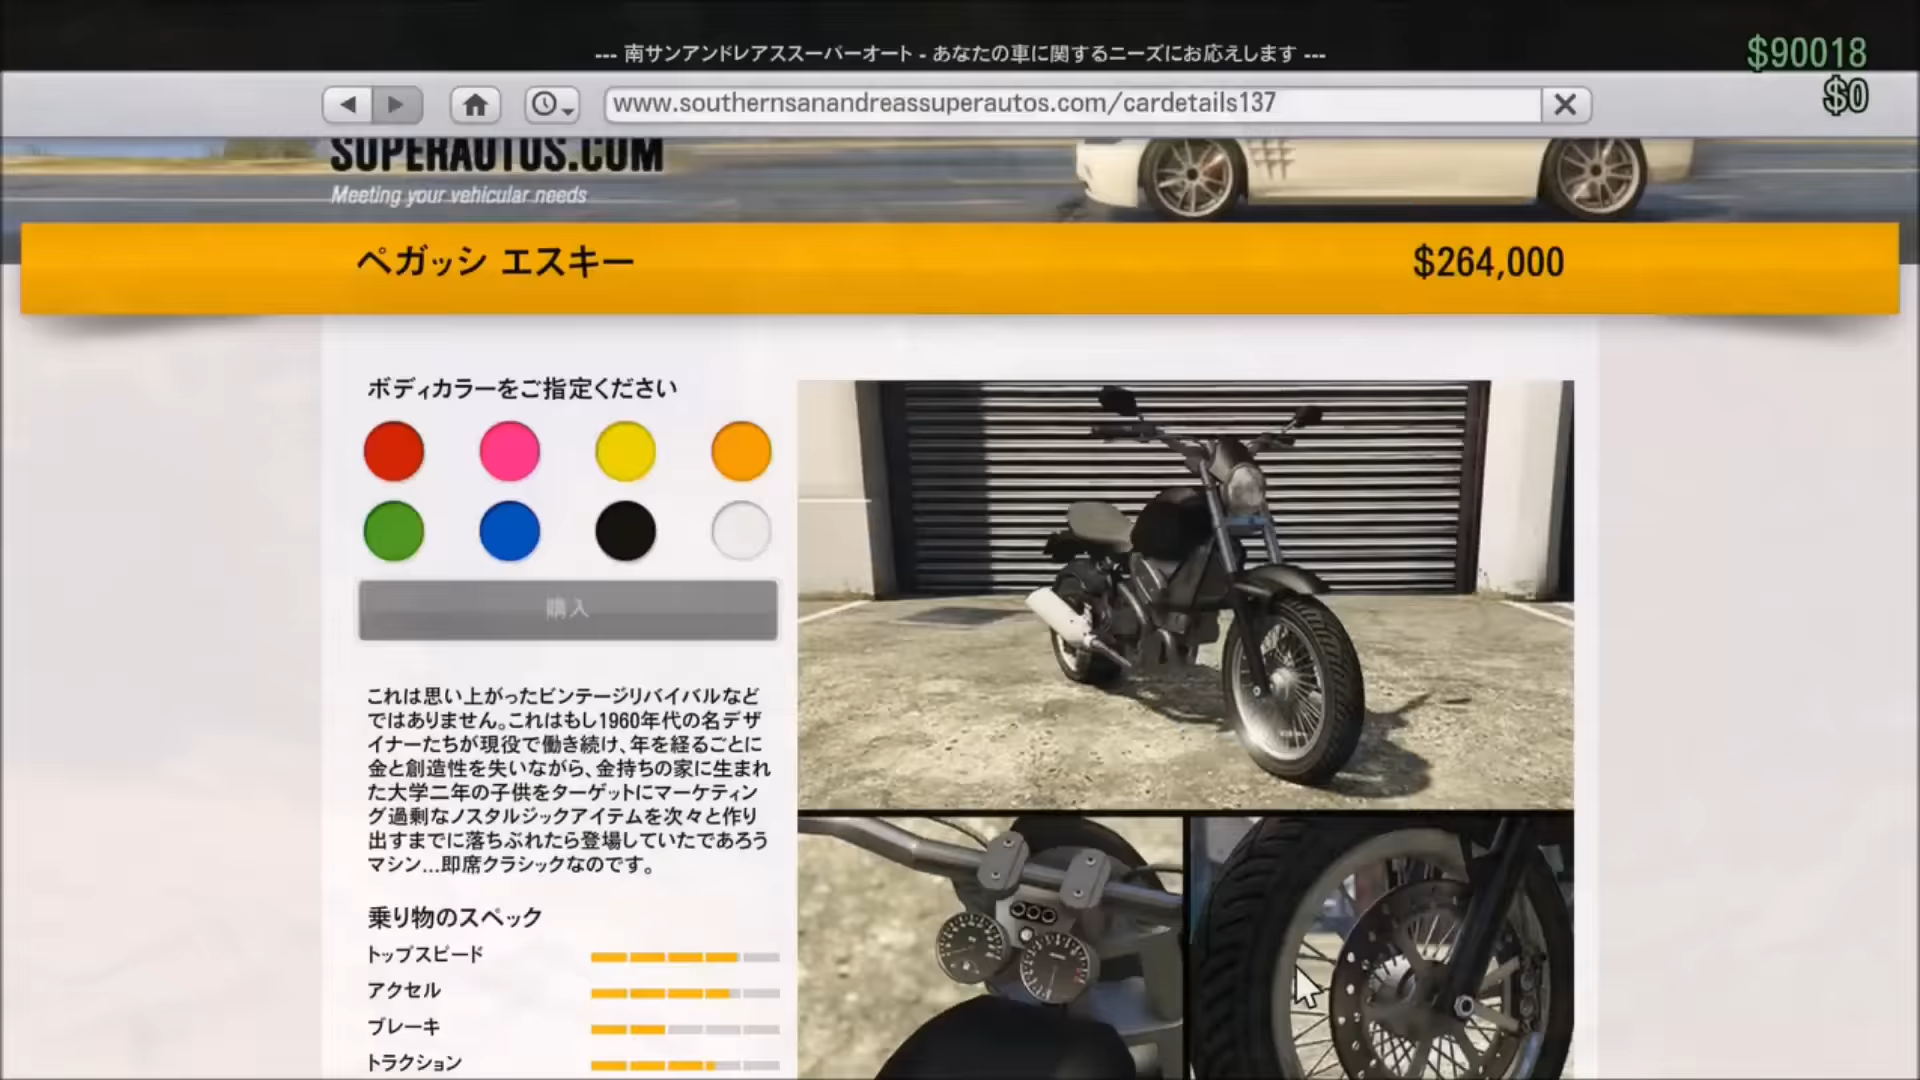 --- 南サンアンドレアススーパーオート - あなたの車に関するニーズにお応えします ---
$90018
$0
www.southernsanandreassuperautos.com/cardetails137
SUPERAUTOS.COM
Meeting your vehicular needs
ペガッシ エスキー
$264,000
ボディカラーをご指定ください
購入
これは思い上がったビンテージリバイバルなど
ではありません。これはもし1960年代の名デザ
イナーたちが現役で働き続け、年を経るごとに
金と創造性を失いながら、金持ちの家に生まれ
た大学二年の子供をターゲットにマーケティン
グ過剰なノスタルジックアイテムを次々と作り
出すまでに落ちぶれたら登場していたであろう
マシン...即席クラシックなのです。
乗り物のスペック
トップスピード
アクセル
ブレーキ
トラクション